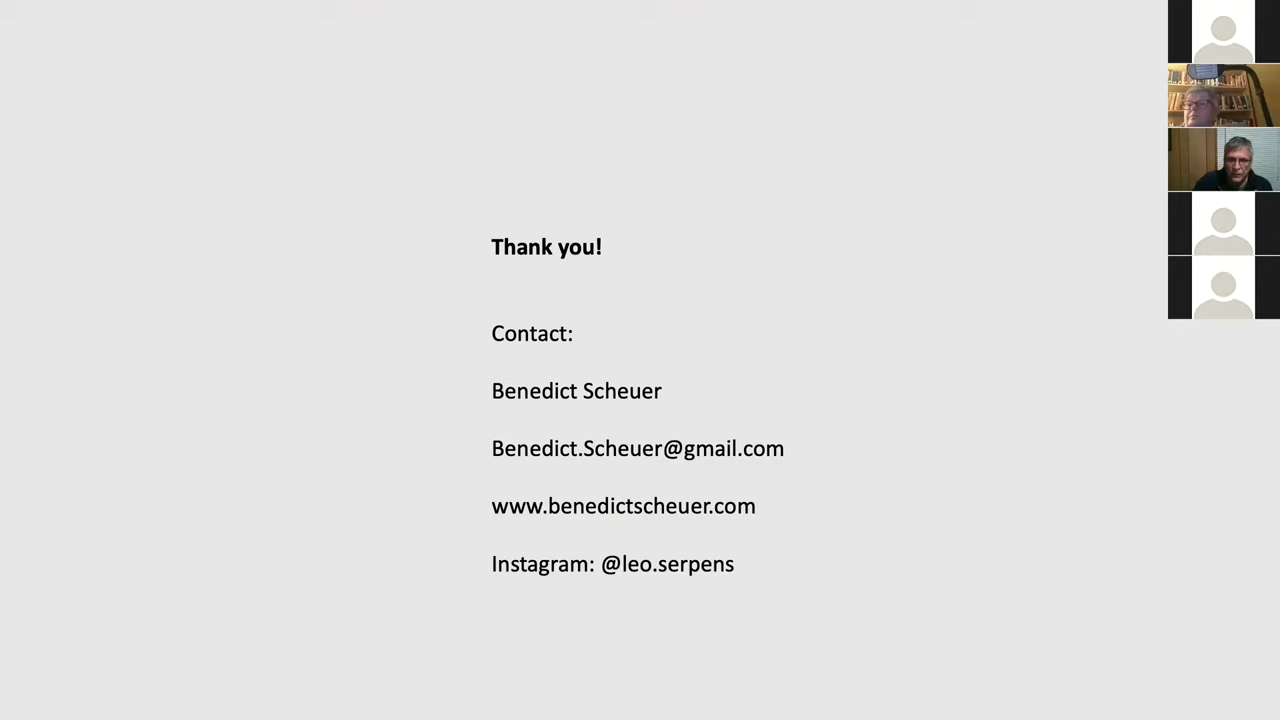 Thank you!
Contact:
Benedict Scheuer
Benedict.Scheuer@gmail.com
www.benedictscheuer.com
Instagram: @leo.serpens